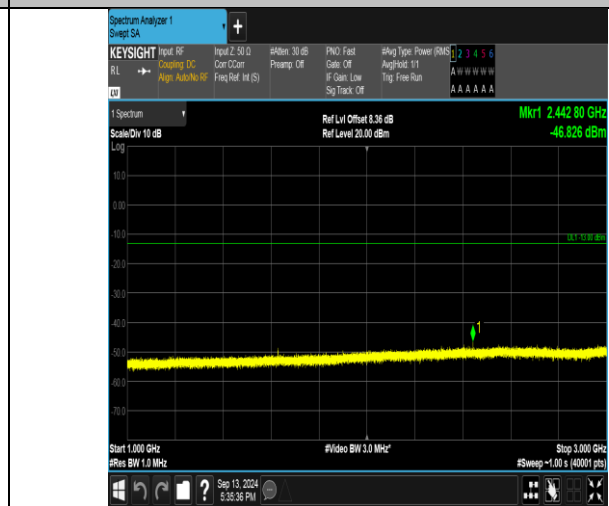 Spectrum Analyzer 1
Swept SA
+
KEYSIGHT Input: RF Input Z: 50 Ω #Atten: 30 dB PNO: Fast #Avg Type: Power (RMS 1 2 3 4 5 6
RL Coupling: DC Corr CCorr Preamp: Off Gate: Off Avg|Hold: 1/1 A W W W W W
Align: Auto/No RF Freq Ref: Int (S) IF Gain: Low Trig: Free Run
Sig Track: Off A A A A A A
1 Spectrum
Ref Lvl Offset 8.36 dB Mkr1 2.442 80 GHz
Scale/Div 10 dB Ref Level 20.00 dBm -46.826 dBm
Log
10.0
0.00
-10.0
DL1 -13.00 dBm
-20.0
-30.0
-40.0
1
-50.0
-60.0
-70.0
Start 1.000 GHz #Video BW 3.0 MHz* Stop 3.000 GHz
#Res BW 1.0 MHz #Sweep ~1.00 s (40001 pts)
? Sep 13, 2024
5:35:36 PM